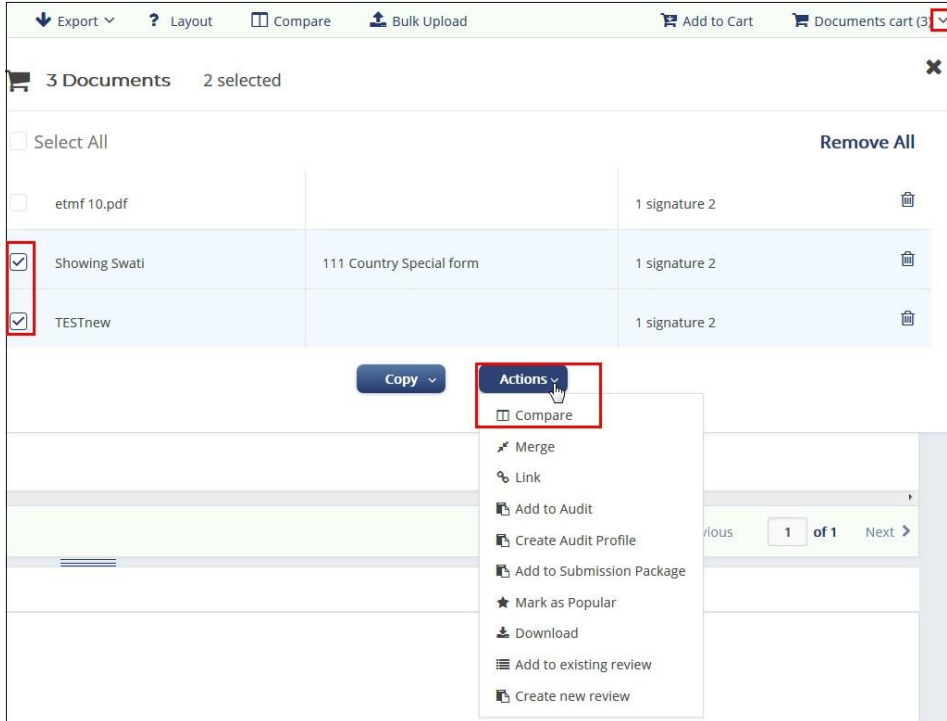 Export ? Layout Compare Bulk Upload Add to Cart Documents cart (3)
3 Documents 2 selected
Select All Remove All
etmf 10.pdf 1 signature 2
Showing Swati 111 Country Special form 1 signature 2
TESTnew 1 signature 2
Copy Actions
Compare
Merge
Link
Add to Audit
vious 1 of 1 Next
Create Audit Profile
Add to Submission Package
Mark as Popular
Download
Add to existing review
Create new review